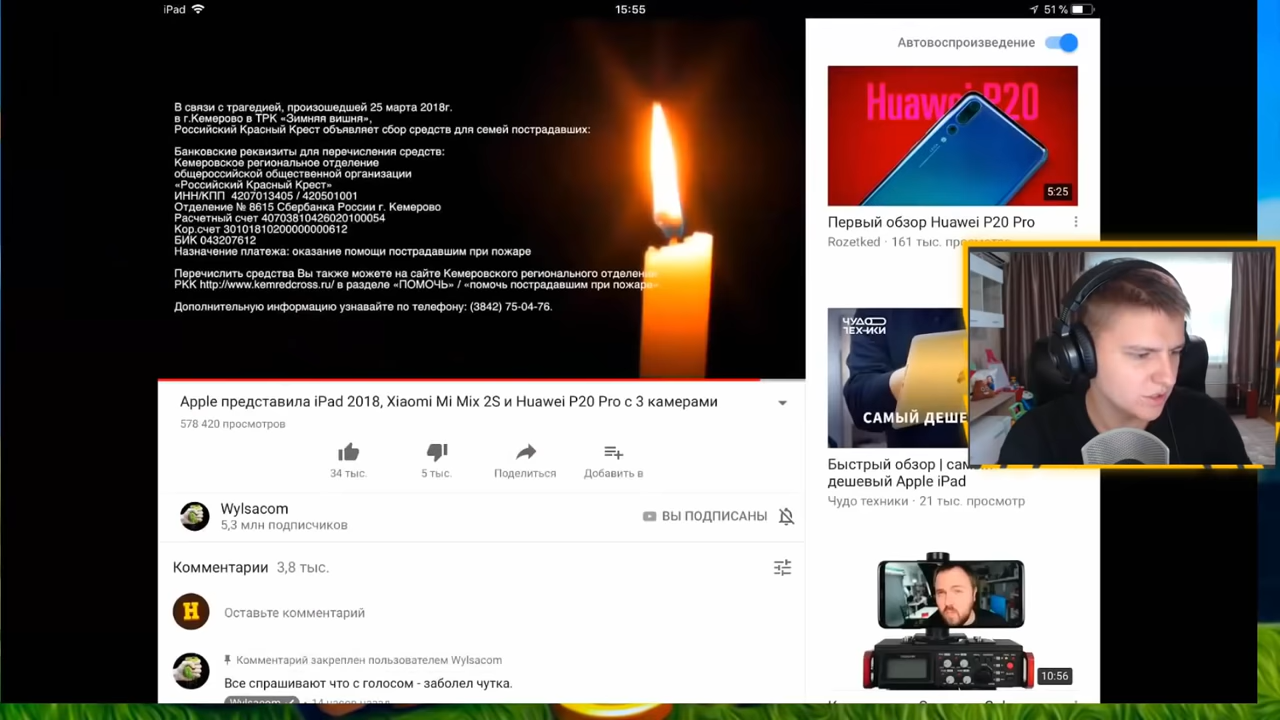 iPad
15:55
51 %
В связи с трагедией, произошедшей 25 марта 2018г.
в г.Кемерово в ТРК «Зимняя вишня»,
Российский Красный Крест объявляет сбор средств для семей пострадавших:
Банковские реквизиты для перечисления средств:
Кемеровское региональное отделение
общероссийской общественной организации
«Российский Красный Крест»
ИНН/КПП 4207013405 / 420501001
Отделение № 8615 Сбербанка России г. Кемерово
Расчетный счет 40703810426020100054
Кор.счет 30101810200000000612
БИК 043207612
Назначение платежа: оказание помощи пострадавшим при пожаре
Перечислить средства Вы также можете на сайте Кемеровского регионального отделения
РКК http://www.kemredcross.ru/ в разделе «ПОМОЧЬ» / «помочь пострадавшим при пожаре»
Дополнительную информацию узнавайте по телефону: (3842) 75-04-76.
Apple представила iPad 2018, Xiaomi Mi Mix 2S и Huawei P20 Pro с 3 камерами
578 420 просмотров
34 тыс.
5 тыс.
Поделиться
Добавить в
Wylsacom
5,3 млн подписчиков
ВЫ ПОДПИСАНЫ
Комментарии 3,8 тыс.
Н
Оставьте комментарий
Комментарий закреплен пользователем Wylsacom
Все спрашивают что с голосом - заболел чутка.
Wylsacom
14 часов назад
Автовоспроизведение
Huawei P20
5:25
Первый обзор Huawei P20 Pro
Rozetked · 161 тыс.
ЧУДО
ТЕХНИКИ
САМЫЙ ДЕШЕ
Быстрый обзор |
дешевый Apple iPad
Чудо техники · 21 тыс. просмотр
10:56